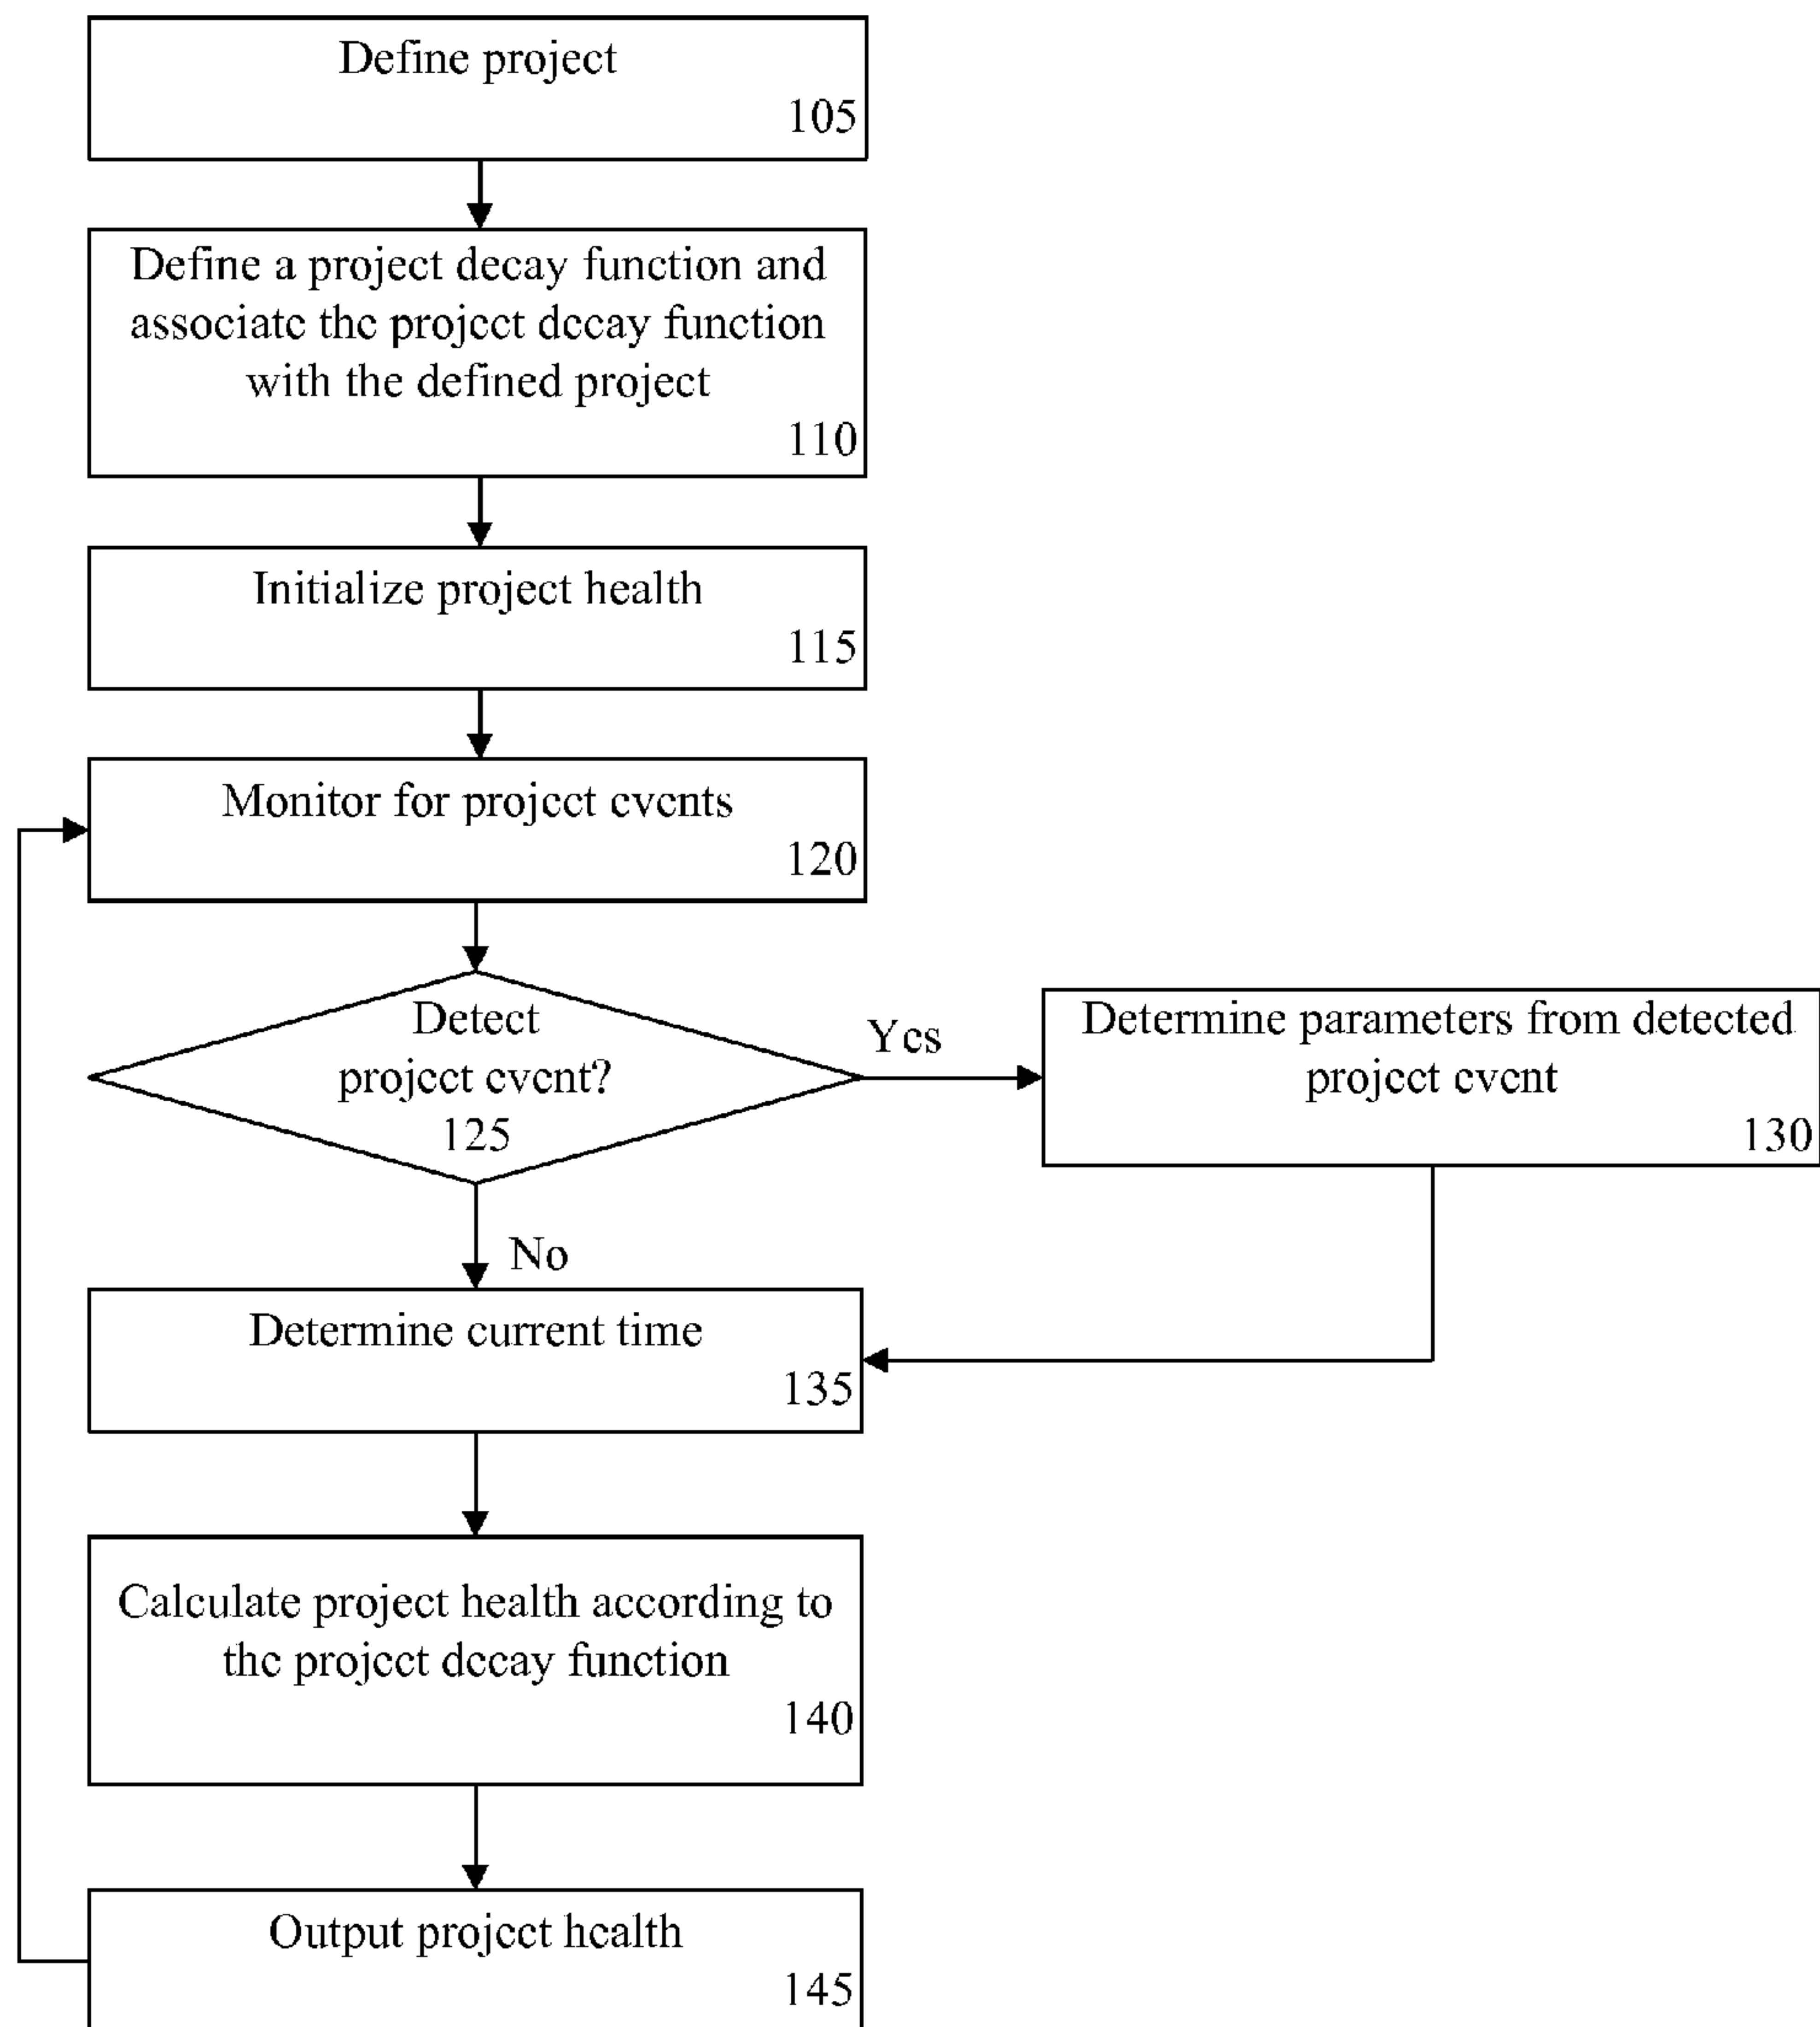 Define project
105
Define a project decay function and
associate the project decay function
with the defined project
110
Initialize project health
115
Monitor for project events
120
Detect
project event?
125
Yes
Determine parameters from detected
project event
130
No
Determine current time
135
Calculate project health according to
the project decay function
140
Output project health
145